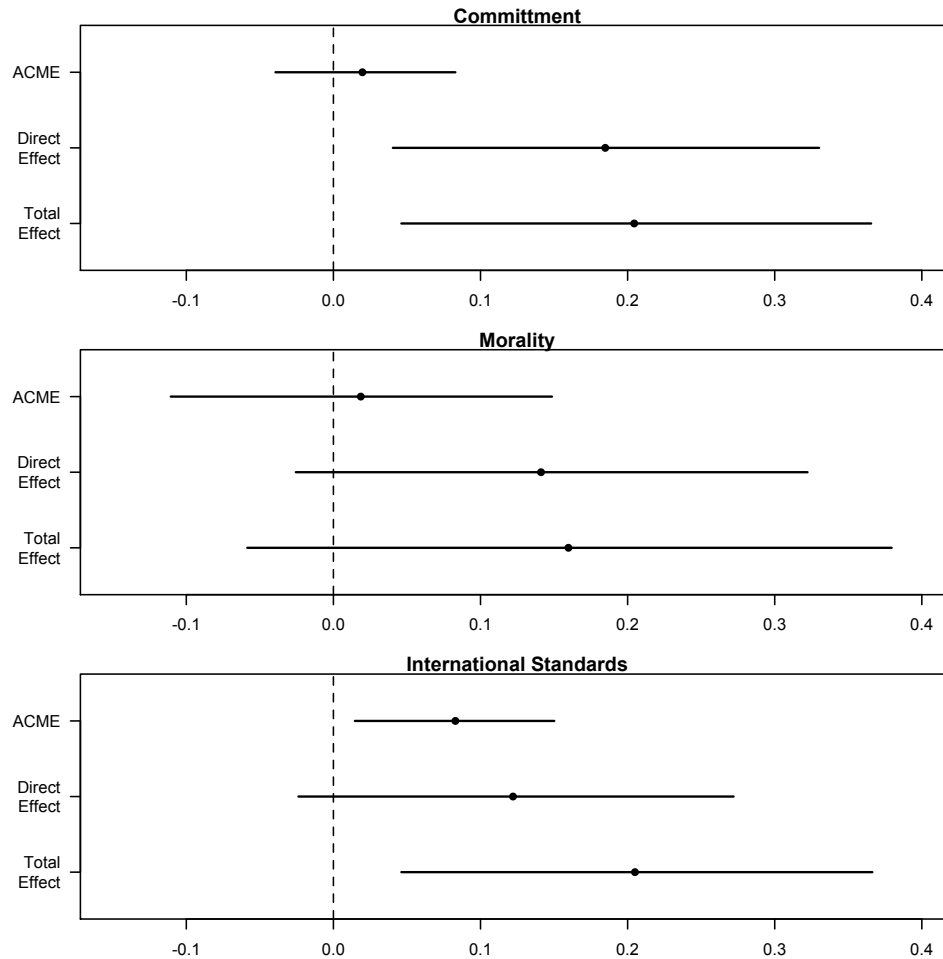 Committment
ACME
Direct
Effect
Total
Effect
-0.1 0.0 0.1 0.2 0.3 0.4
Morality
ACME
Direct
Effect
Total
Effect
-0.1 0.0 0.1 0.2 0.3 0.4
International Standards
ACME
Direct
Effect
Total
Effect
-0.1 0.0 0.1 0.2 0.3 0.4